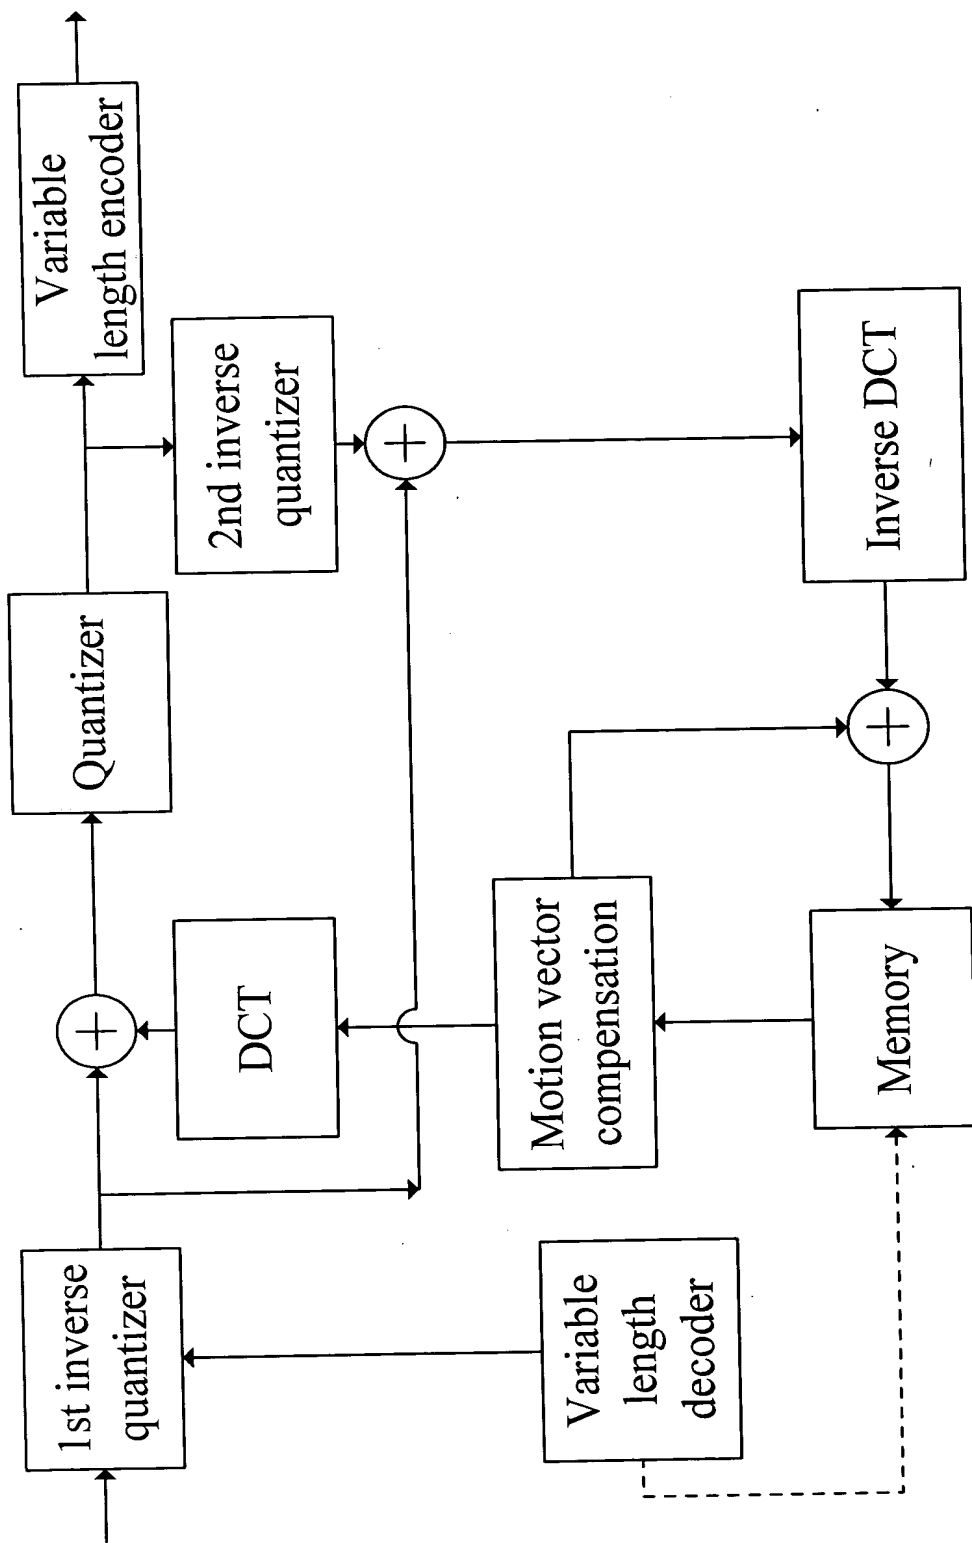 1st inverse
quantizer
Quantizer
Variable
length encoder
DCT
2nd inverse
quantizer
Variable
length
decoder
Motion vector
compensation
Memory
Inverse DCT